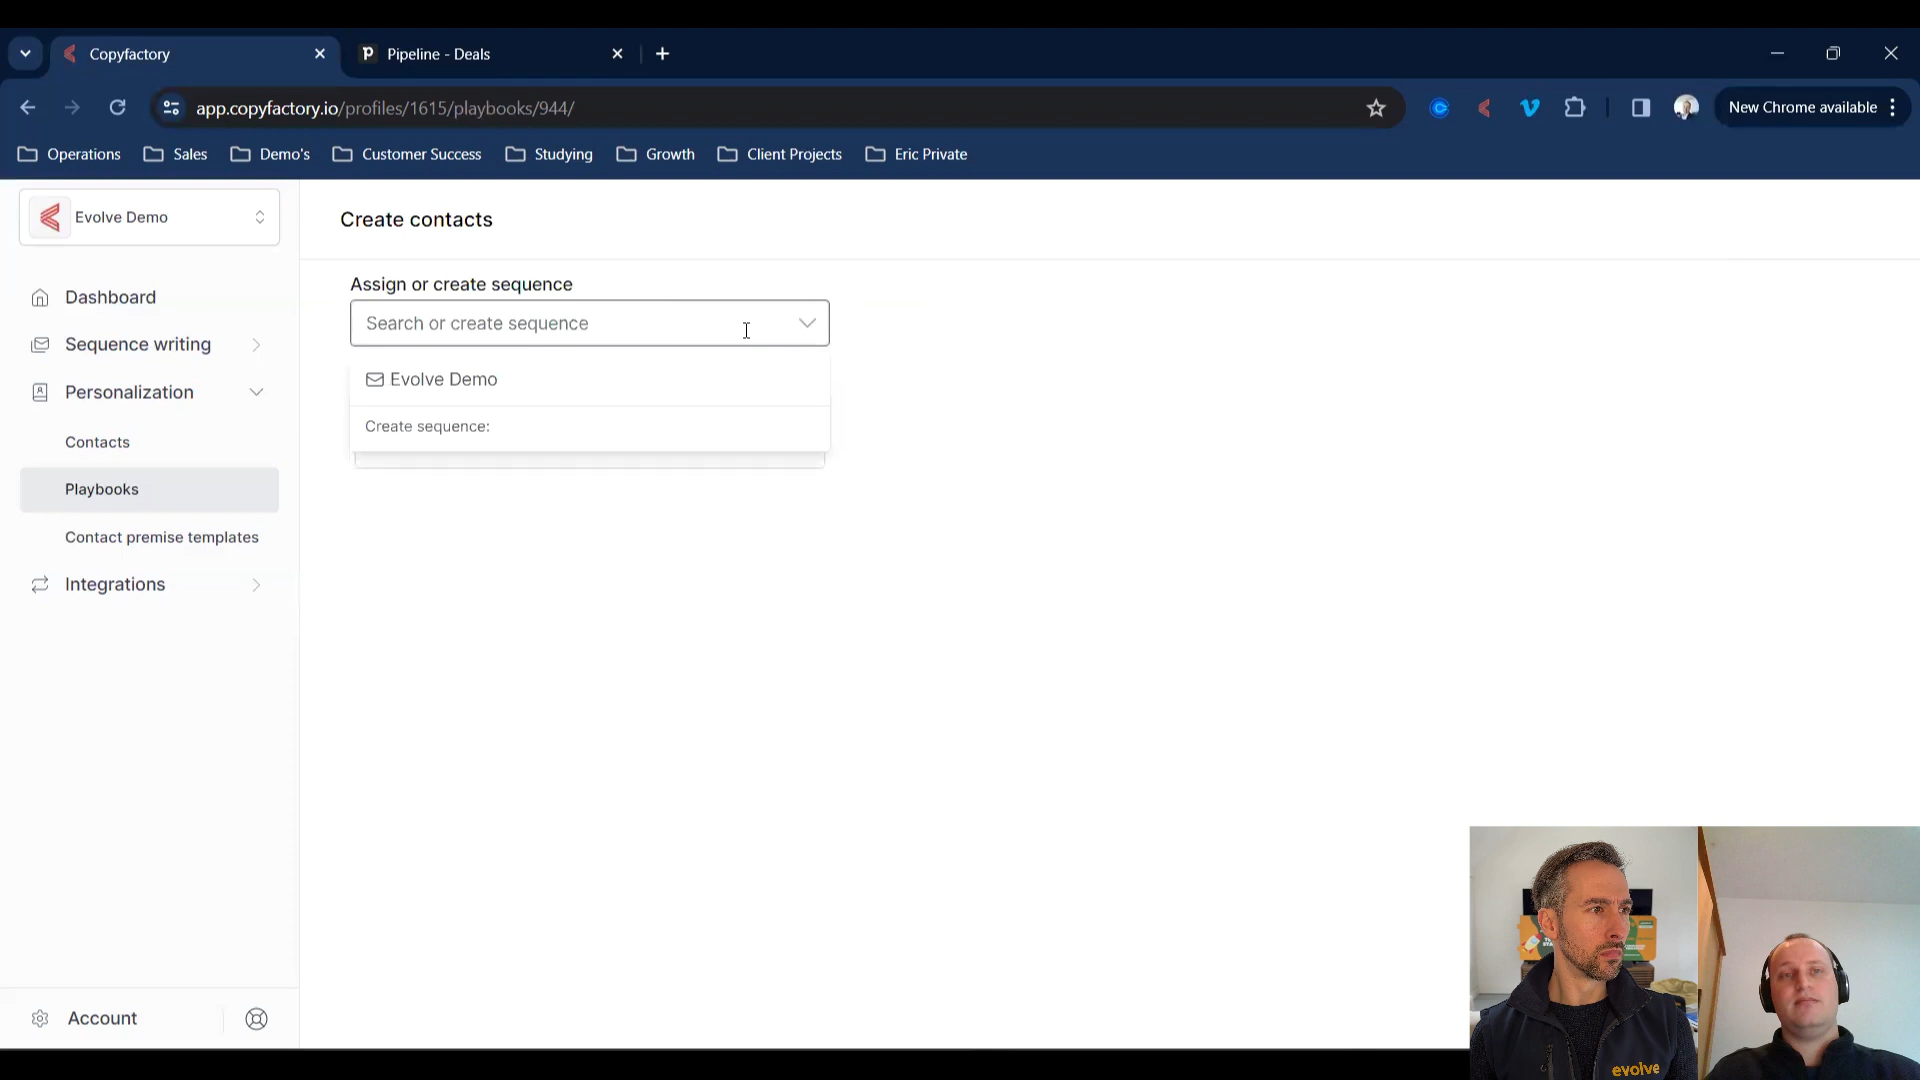 Copyfactory
Pipeline - Deals
app.copyfactory.io/profiles/1615/playbooks/944/
New Chrome available
Operations
Sales
Demo's
Customer Success
Studying
Growth
Client Projects
Eric Private
Evolve Demo
Create contacts
Dashboard
Sequence writing
Personalization
Contacts
Playbooks
Contact premise templates
Integrations
Account
Assign or create sequence
Search or create sequence
Evolve Demo
Create sequence:
evolve